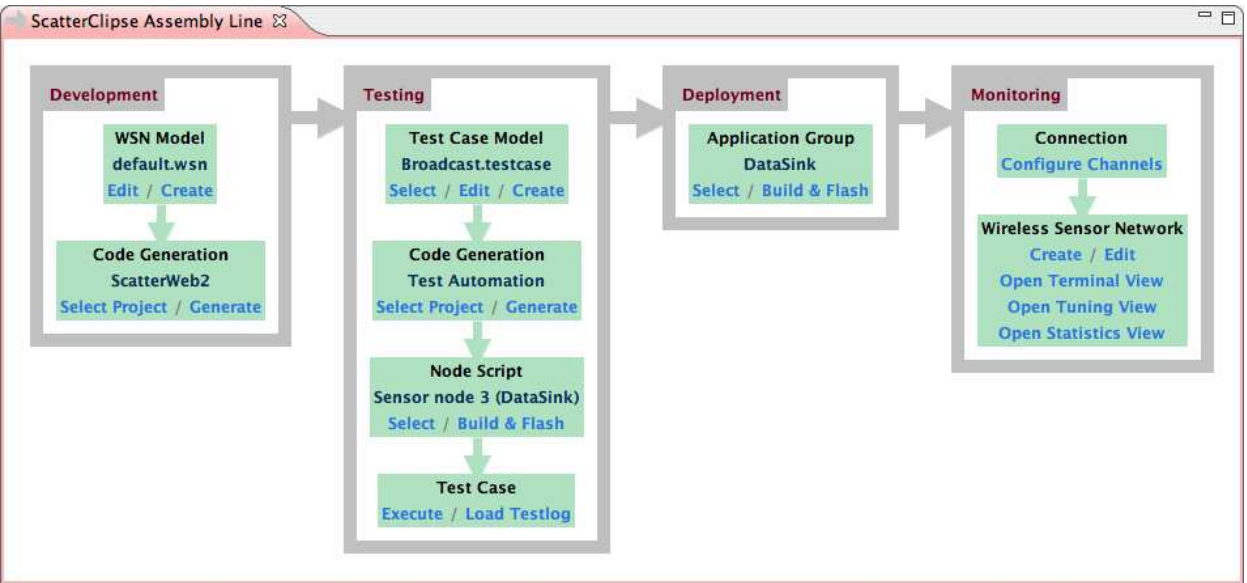 ScatterClipse Assembly Line
Development
WSN Model
default.wsn
Edit / Create
Code Generation
ScatterWeb2
Select Project / Generate
Testing
Test Case Model
Broadcast.testcase
Select / Edit / Create
Code Generation
Test Automation
Select Project / Generate
Node Script
Sensor node 3 (DataSink)
Select / Build & Flash
Test Case
Execute / Load Testlog
Deployment
Application Group
DataSink
Select / Build & Flash
Monitoring
Connection
Configure Channels
Wireless Sensor Network
Create / Edit
Open Terminal View
Open Tuning View
Open Statistics View